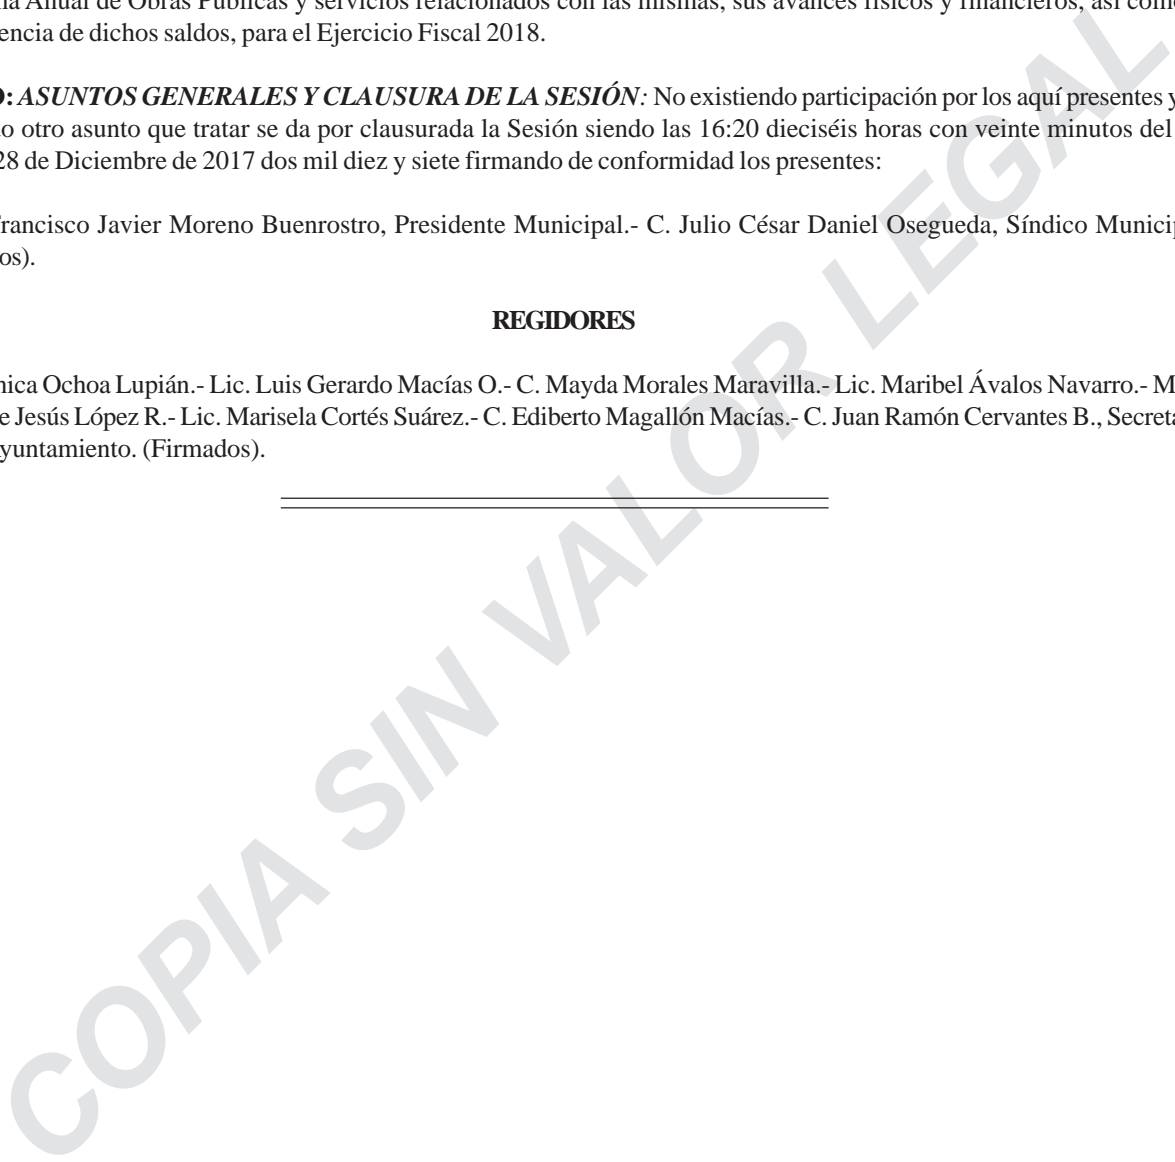 Anual de Obras Públicas y servicios relacionados con las mismas, sus avances físicos y financieros, así como
encia de dichos saldos, para el Ejercicio Fiscal 2018.
O: ASUNTOS GENERALES Y CLAUSURA DE LA SESIÓN: No existiendo participación por los aquí presentes y
o otro asunto que tratar se da por clausurada la Sesión siendo las 16:20 dieciséis horas con veinte minutos del
28 de Diciembre de 2017 dos mil diez y siete firmando de conformidad los presentes:
rancisco Javier Moreno Buenrostro, Presidente Municipal.- C. Julio César Daniel Osegueda, Síndico Municip
os).
REGIDORES
nica Ochoa Lupián.- Lic. Luis Gerardo Macías O.- C. Mayda Morales Maravilla.- Lic. Maribel Ávalos Navarro.- M
e Jesús López R.- Lic. Marisela Cortés Suárez.- C. Ediberto Magallón Macías.- C. Juan Ramón Cervantes B., Secreta
yuntamiento. (Firmados).
COPIA SIN VALOR LEGAL